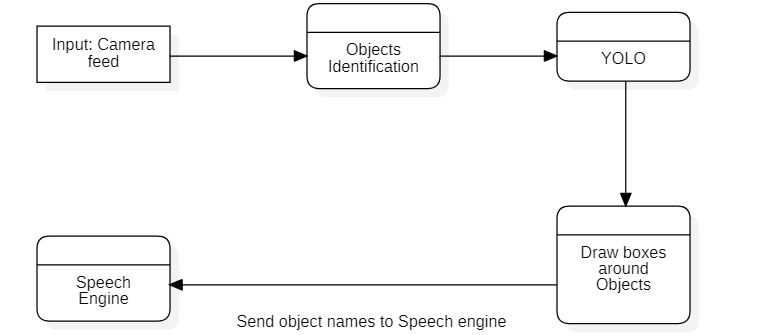 Input: Camera
feed
Objects
Identification
YOLO
Draw boxes
around
Objects
Speech
Engine
Send object names to Speech engine